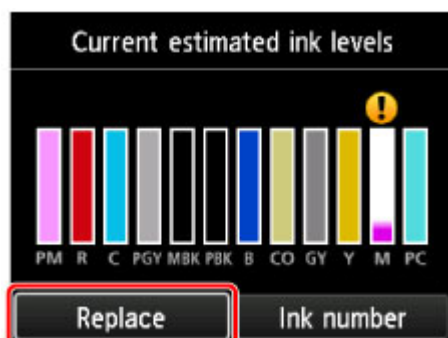 Current estimated ink levels
!
PM R C PGY MBK PBK B CO GY Y M PC
Replace Ink number